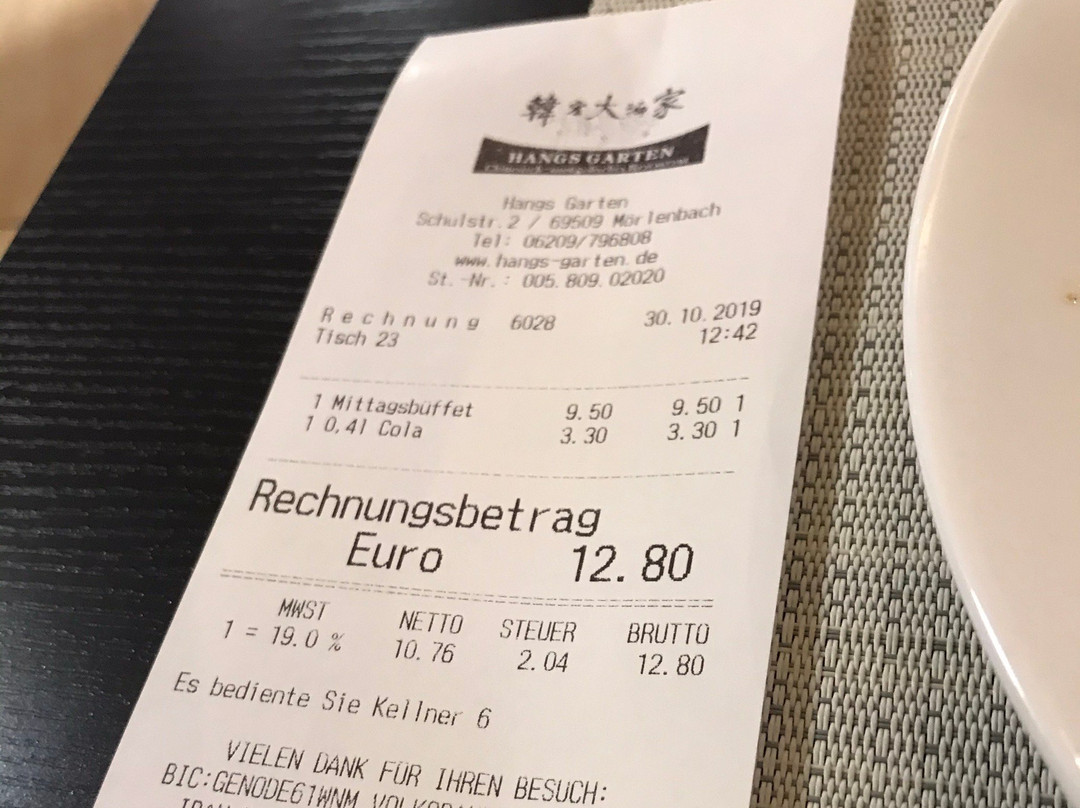 韓宮大酒家
HANGS GARTEN
Hangs Garten
Schulstr. 2 / 69509 Mörlenbach
Tel: 06209/796808
www.hangs-garten.de
St.-Nr.: 005.809.02020
Rechnung 6028 30.10.2019
Tisch 23 12:42
1 Mittagsbüffet 9.50 9.50 1
1 0,4l Cola 3.30 3.30 1
Rechnungsbetrag
Euro 12.80
MWST NETTO STEUER BRUTTO
1 = 19.0 % 10.76 2.04 12.80
Es bediente Sie Kellner 6
VIELEN DANK FÜR IHREN BESUCH:
BIC:GENODE61WNM